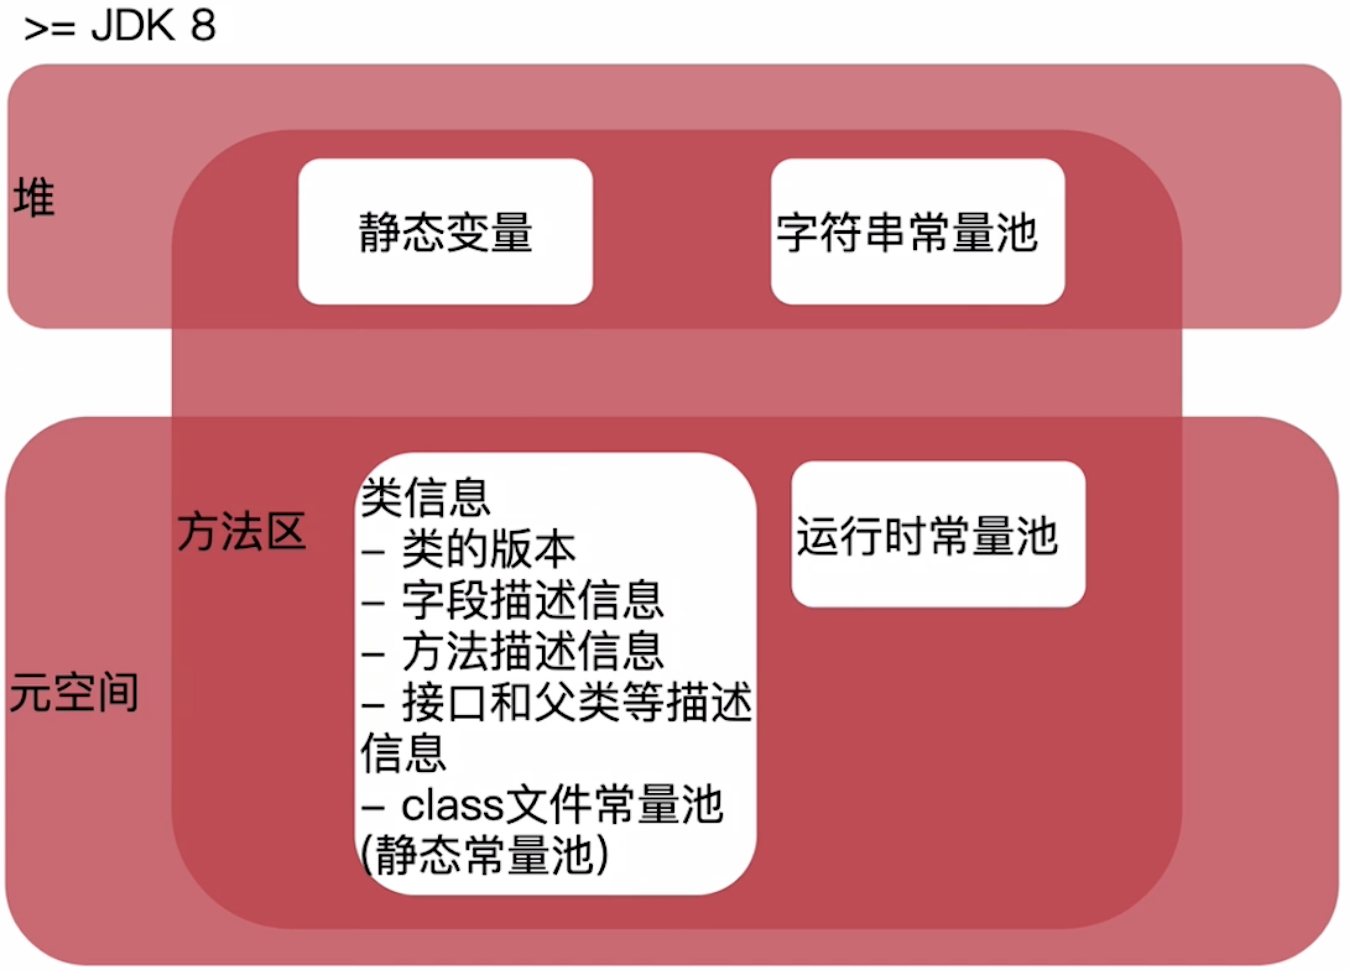 >= JDK 8
堆
静态变量
字符串常量池
方法区
类信息
– 类的版本
– 字段描述信息
– 方法描述信息
– 接口和父类等描述
信息
– class文件常量池
(静态常量池)
运行时常量池
元空间